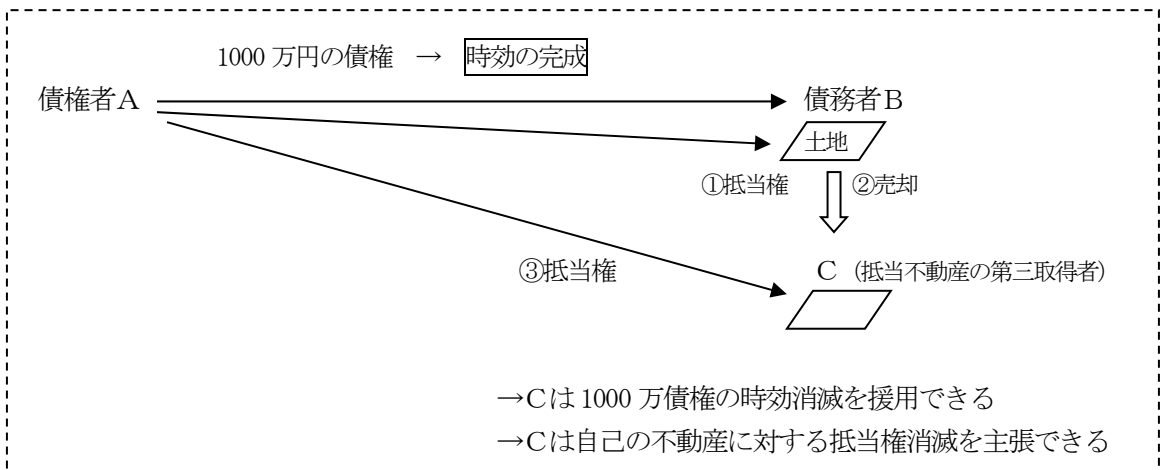 1000 万円の債権 → 時効の完成
債権者A 債務者B
土地
①抵当権 ②売却
③抵当権 C (抵当不動産の第三取得者)
→Cは 1000 万債権の時効消滅を援用できる
→Cは自己の不動産に対する抵当権消滅を主張できる